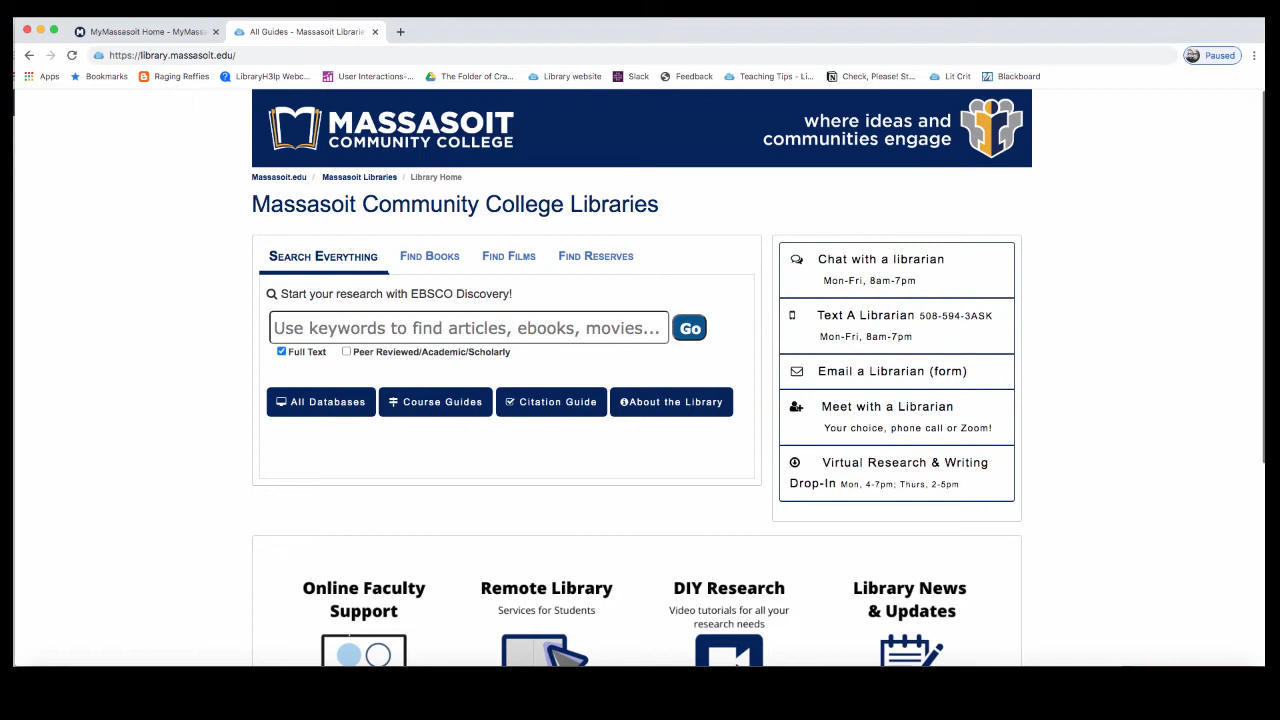 MyMassasoit Home - MyMass
All Guides - Massasoit Librarie
https://library.massasoit.edu/
Paused
Apps
Bookmarks
Raging Reffies
LibraryH3lp Webc...
User Interactions-...
The Folder of Cra...
Library website
Slack
Feedback
Teaching Tips - Li...
Check, Please! St...
Lit Crit
Blackboard
MASSASOIT
COMMUNITY COLLEGE
where ideas and
communities engage
Massasoit.edu / Massasoit Libraries / Library Home
Massasoit Community College Libraries
Search Everything
Find Books
Find Films
Find Reserves
Start your research with EBSCO Discovery!
Use keywords to find articles, ebooks, movies...
Go
Full Text
Peer Reviewed/Academic/Scholarly
All Databases
Course Guides
Citation Guide
About the Library
Chat with a librarian
Mon-Fri, 8am-7pm
Text A Librarian 508-594-3ASK
Mon-Fri, 8am-7pm
Email a Librarian (form)
Meet with a Librarian
Your choice, phone call or Zoom!
Virtual Research & Writing
Drop-In Mon, 4-7pm; Thurs, 2-5pm
Online Faculty
Support
Remote Library
Services for Students
DIY Research
Video tutorials for all your
research needs
Library News
& Updates